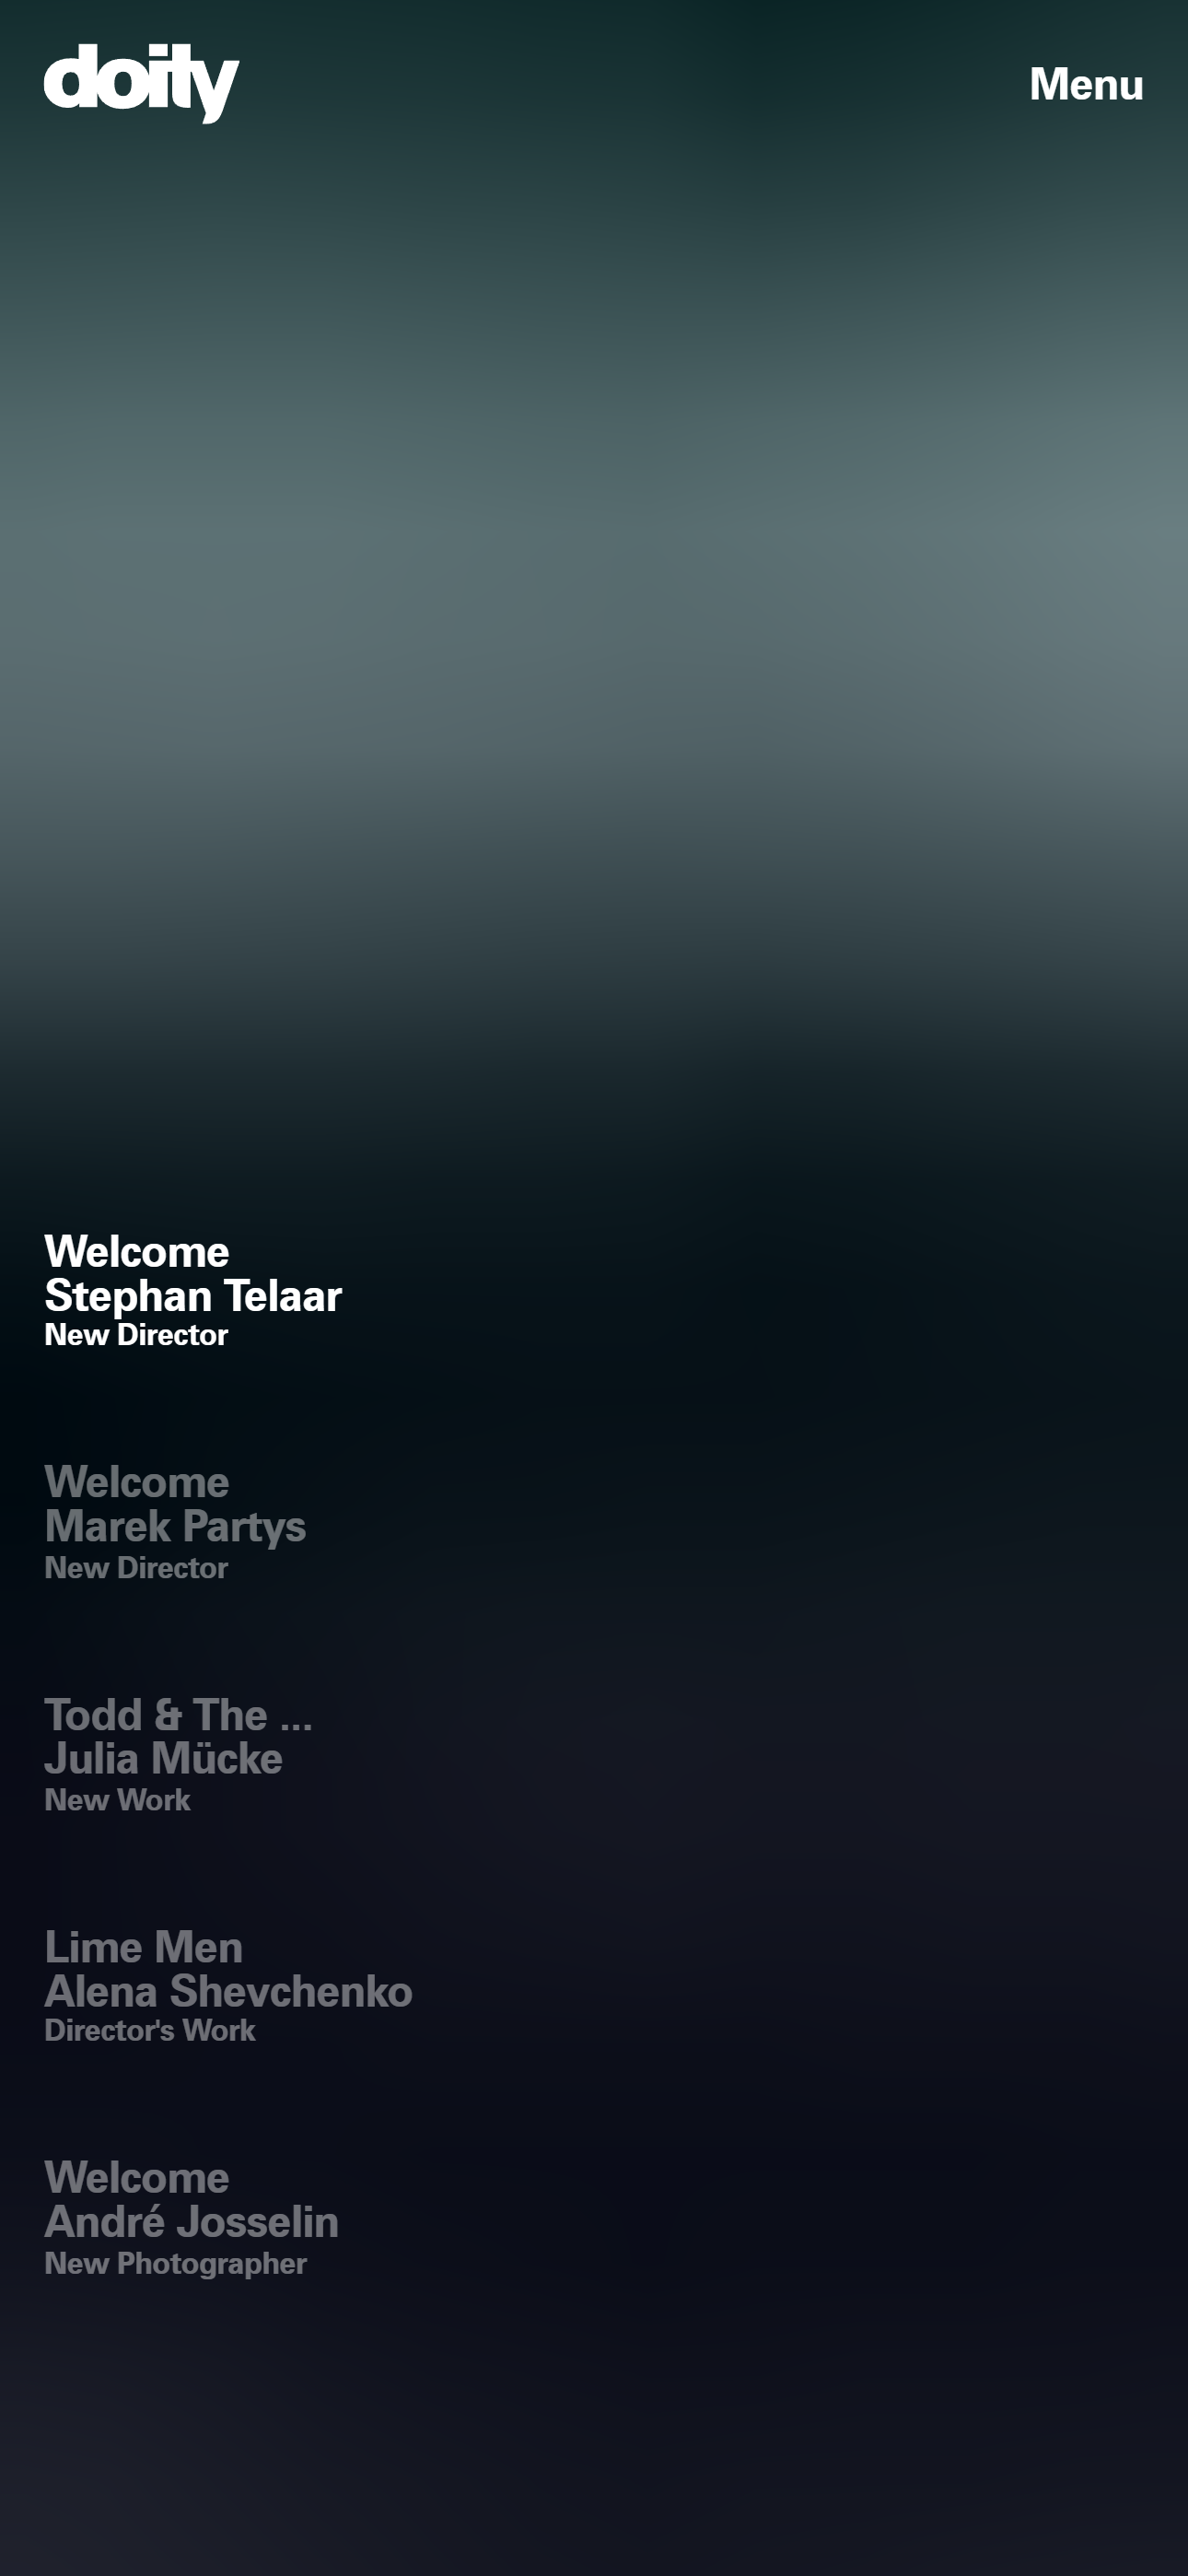 doity
Menu
Welcome
Stephan Telaar
New Director
Welcome
Marek Partys
New Director
Todd & The ...
Julia Mücke
New Work
Lime Men
Alena Shevchenko
Director's Work
Welcome
André Josselin
New Photographer